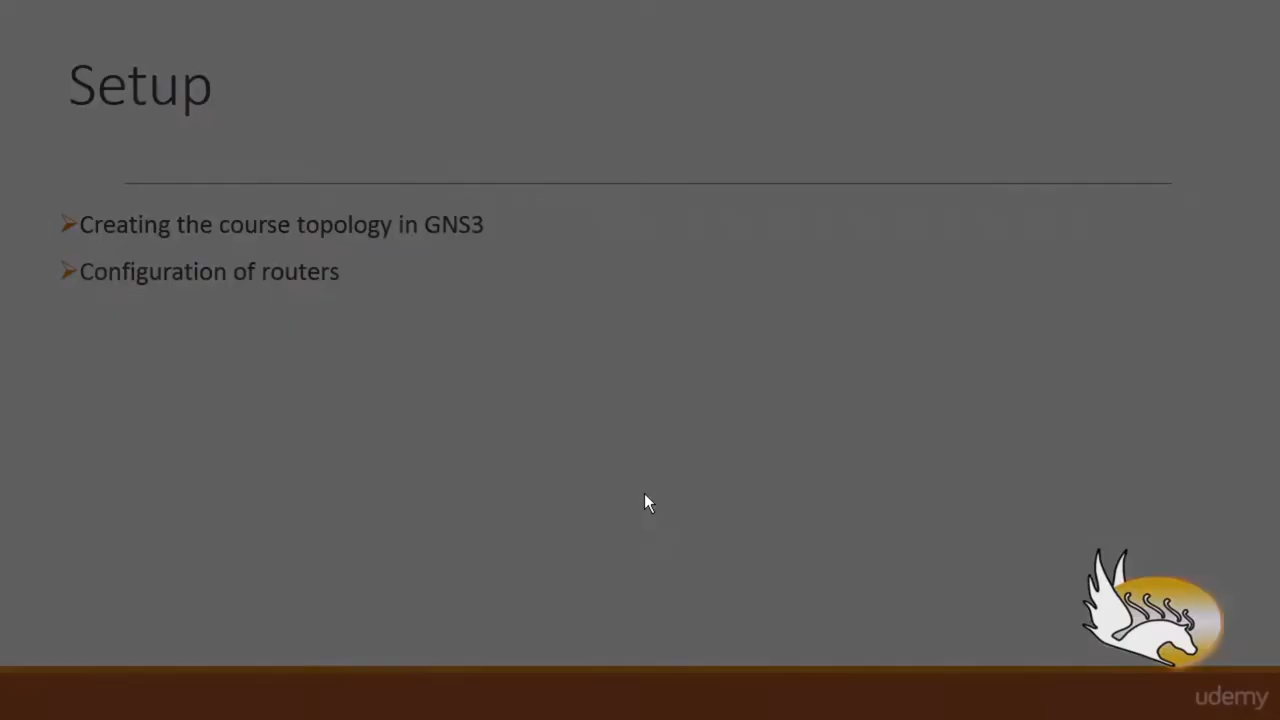 Setup
Creating the course topology in GNS3
Configuration of routers
udemy